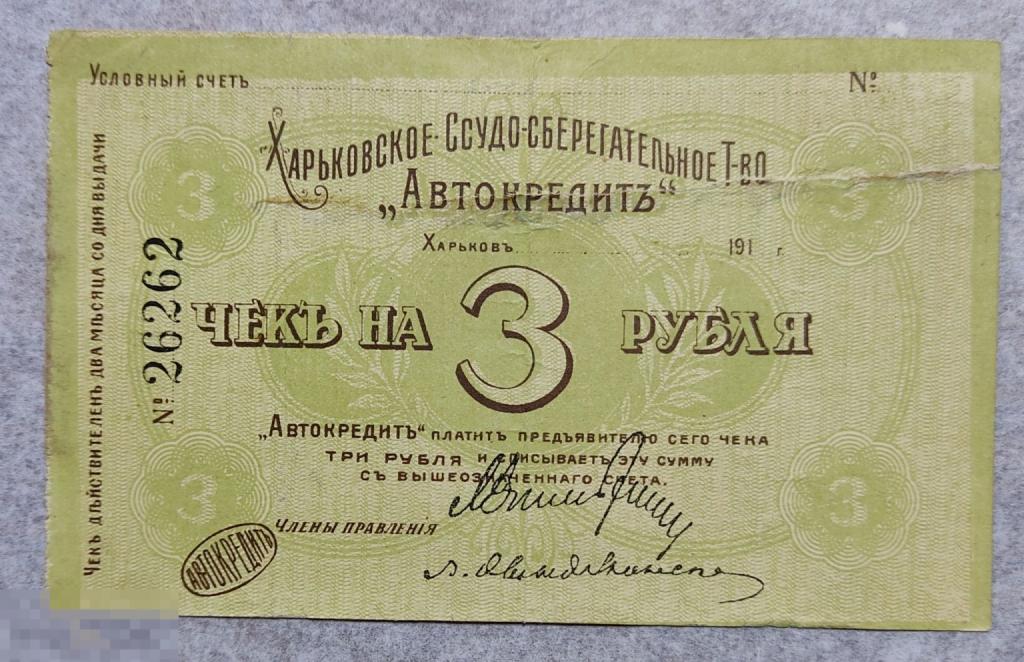 Условный счетъ
№
"Харьковское Ссудо-сберегательное Т-во
„Автокредитъ“
Харьковъ 191 г.
3
3
Чекъ дѣйствителенъ два мѣсяца со дня выдачи
№ 26262
ЧЕКЪ НА 3 РУБЛЯ
„Автокредитъ“ платитъ предъявителю сего чека
три рубля и списываетъ эту сумму
съ вышеозначеннаго счета.
3
3
Члены правленія
АВТОКРЕДИТЪ